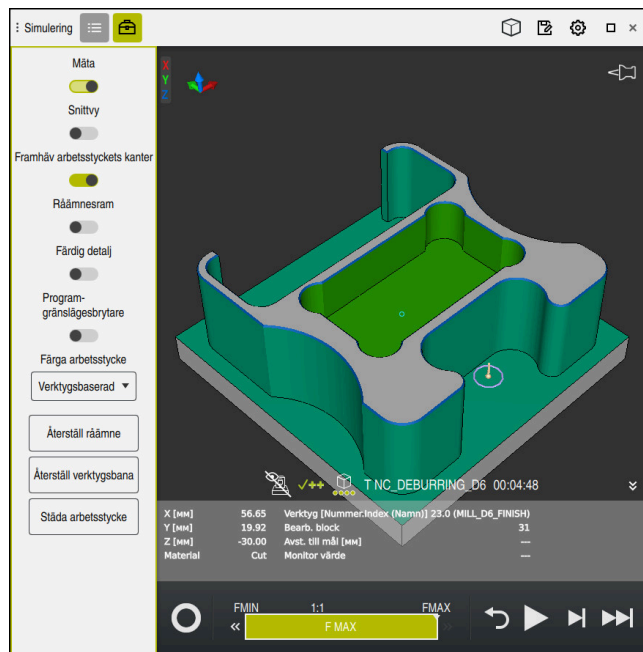 Simulering
Mäta
Snittvy
Framhäv arbetsstyckets kanter
Råämnesram
Färdig detalj
Program-
gränslägesbrytare
Färga arbetsstycke
Verktygsbaserad
Återställ råämne
Återställ verktygsbana
Städa arbetsstycke
X
Y
Z
T NC_DEBURRING_D6 00:04:48
X [MM] 56.65 Verktyg [Nummer.Index (Namn)] 23.0 (MILL_D6_FINISH)
Y [MM] 19.92 Bearb. block 31
Z [MM] -30.00 Avst. till mål [MM] ---
Material Cut Monitor värde ---
FMIN 1:1 FMAX
F MAX